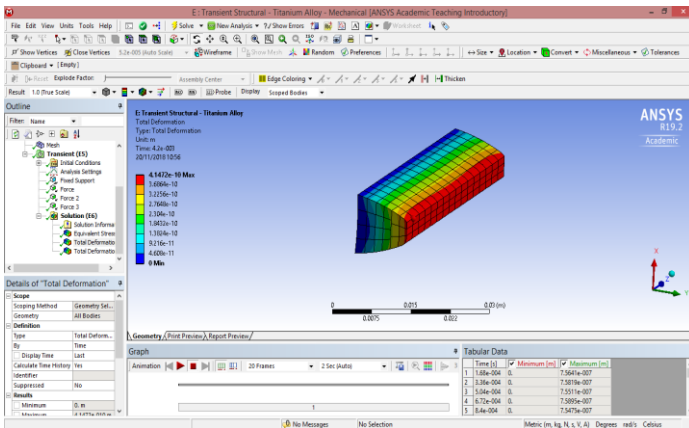 E : Transient Structural - Titanium Alloy - Mechanical [ANSYS Academic Teaching Introductory]
File Edit View Units Tools Help Solve New Analysis ?/ Show Errors Worksheet
Show Vertices Close Vertices 5.2e-005 (Auto Scale) Wireframe Show Mesh Random Preferences Size Location Convert Miscellaneous Tolerances
Clipboard [Empty]
Reset Explode Factor: Assembly Center Edge Coloring Thicken
Result 1.0 (True Scale) Probe Display Scoped Bodies
Outline
Filter: Name
Mesh
Transient (E5)
Initial Conditions
Analysis Settings
Fixed Support
Force
Force 2
Force 3
Solution (E6)
Solution Informa
Equivalent Stress
Total Deformatio
Total Deformatio
E: Transient Structural - Titanium Alloy
Total Deformation
Type: Total Deformation
Unit: m
Time: 4.2e-003
20/11/2018 10:56
4.1472e-10 Max
3.6864e-10
3.2256e-10
2.7648e-10
2.304e-10
1.8432e-10
1.3824e-10
9.216e-11
4.608e-11
0 Min
ANSYS
R19.2
Academic
X
Y
Z
0 0.015 0.03 (m)
0.0075 0.022
Geometry Print Preview Report Preview
Details of "Total Deformation"
Scope
Scoping Method Geometry Sel...
Geometry All Bodies
Definition
Type Total Deform...
By Time
Display Time Last
Calculate Time History Yes
Identifier
Suppressed No
Results
Minimum 0. m
Maximum 4.1472e-010 m
Graph
Animation 20 Frames 2 Sec (Auto)
1
Tabular Data
Time [s] Minimum [m] Maximum [m]
1 1.68e-004 0. 7.5641e-007
2 3.36e-004 0. 7.5819e-007
3 5.04e-004 0. 7.5511e-007
4 6.72e-004 0. 7.5895e-007
5 8.4e-004 0. 7.5475e-007
No Messages No Selection Metric (m, kg, N, s, V, A) Degrees rad/s Celsius